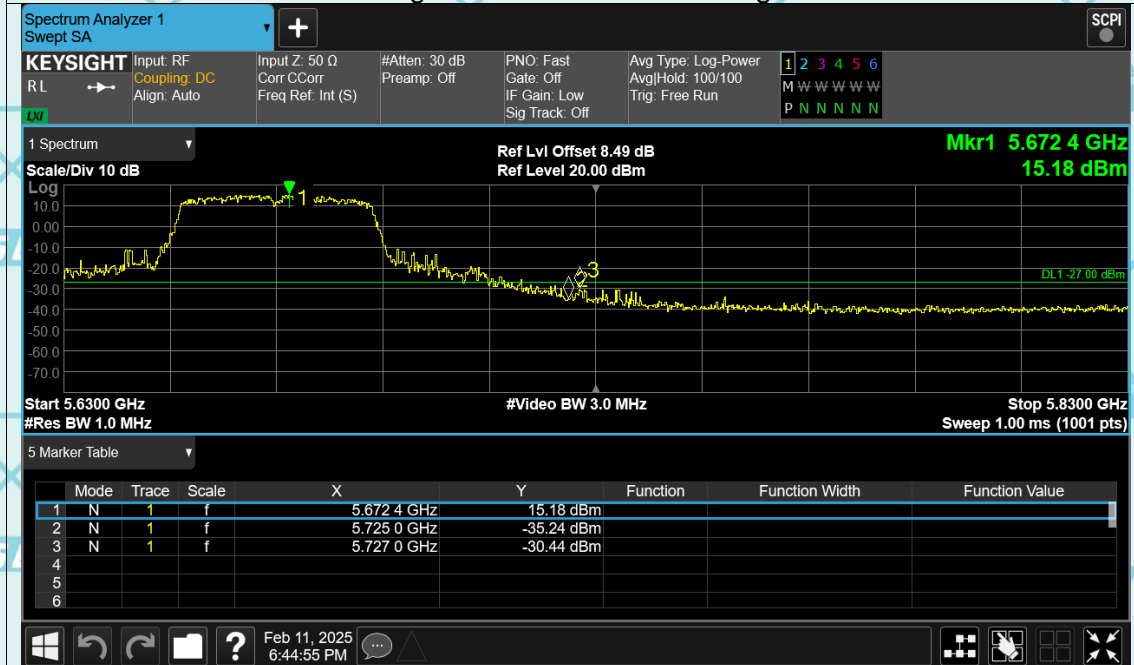 Spectrum Analyzer 1
Swept SA
+
SCPI
KEYSIGHT
RL
LXI
Input: RF
Coupling: DC
Align: Auto
Input Z: 50 Ω
Corr CCorr
Freq Ref: Int (S)
#Atten: 30 dB
Preamp: Off
PNO: Fast
Gate: Off
IF Gain: Low
Sig Track: Off
Avg Type: Log-Power
Avg|Hold: 100/100
Trig: Free Run
1 2 3 4 5 6
M W W W W W
P N N N N N
1 Spectrum
Scale/Div 10 dB
Ref Lvl Offset 8.49 dB
Ref Level 20.00 dBm
Mkr1 5.672 4 GHz
15.18 dBm
Log
10.0
0.00
-10.0
-20.0
-30.0
-40.0
-50.0
-60.0
-70.0
1
2
3
DL1 -27.00 dBm
Start 5.6300 GHz
#Res BW 1.0 MHz
#Video BW 3.0 MHz
Stop 5.8300 GHz
Sweep 1.00 ms (1001 pts)
5 Marker Table
Mode Trace Scale X Y Function Function Width Function Value
1 N 1 f 5.672 4 GHz 15.18 dBm
2 N 1 f 5.725 0 GHz -35.24 dBm
3 N 1 f 5.727 0 GHz -30.44 dBm
4
5
6
?
Feb 11, 2025
6:44:55 PM